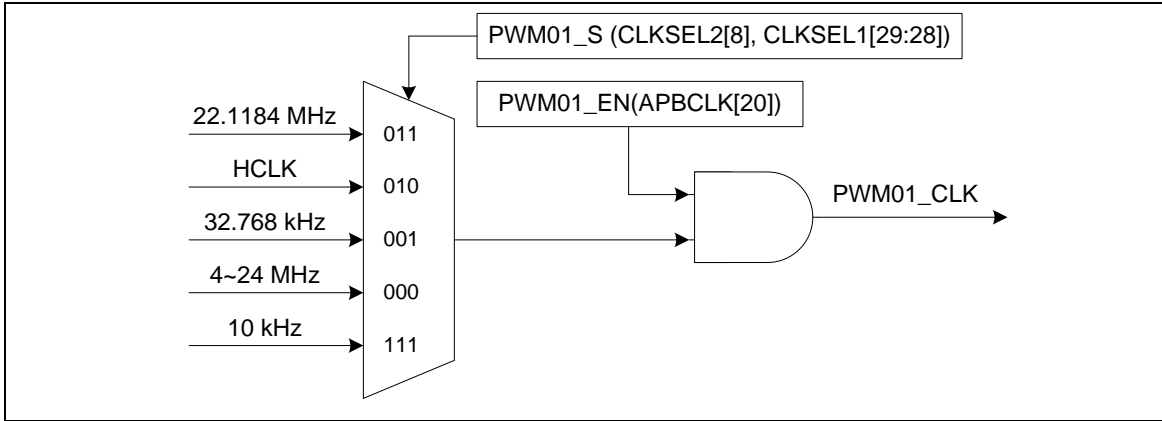 PWM01_S (CLKSEL2[8], CLKSEL1[29:28])
PWM01_EN(APBCLK[20])
22.1184 MHz
011
HCLK
010
32.768 kHz
001
4~24 MHz
000
10 kHz
111
PWM01_CLK